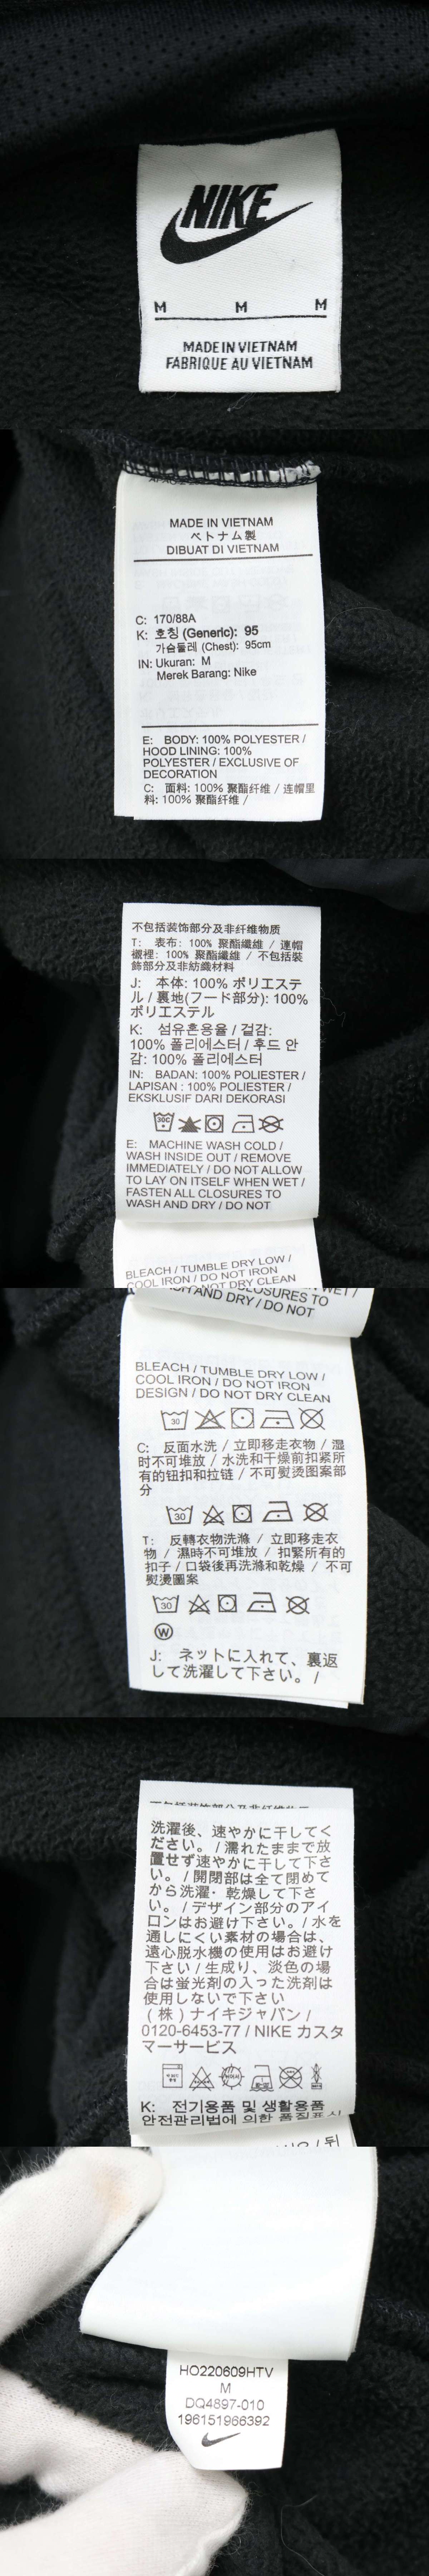 NIKE
M M M
MADE IN VIETNAM
FABRIQUE AU VIETNAM
MADE IN VIETNAM
ベトナム製
DIBUAT DI VIETNAM
C: 170/88A
K: 호칭 (Generic): 95
가슴둘레 (Chest): 95cm
IN: Ukuran: M
Merek Barang: Nike
E: BODY: 100% POLYESTER /
HOOD LINING: 100%
POLYESTER / EXCLUSIVE OF
DECORATION
C: 面料: 100% 聚酯纤维 / 连帽里
料: 100% 聚酯纤维 /
不包括装饰部分及非纤维物质
T: 表布: 100% 聚酯纖維 / 連帽
襯裡: 100% 聚酯纖維 / 不包括裝
飾部分及非紡織材料
J: 本体: 100% ポリエステ
ル / 裏地(フード部分): 100%
ポリエステル
K: 섬유혼용율 / 겉감:
100% 폴리에스터 / 후드 안
감: 100% 폴리에스터
IN: BADAN: 100% POLIESTER /
LAPISAN : 100% POLIESTER /
EKSKLUSIF DARI DEKORASI
30C
E: MACHINE WASH COLD /
WASH INSIDE OUT / REMOVE
IMMEDIATELY / DO NOT ALLOW
TO LAY ON ITSELF WHEN WET /
FASTEN ALL CLOSURES TO
WASH AND DRY / DO NOT
BLEACH / TUMBLE DRY LOW /
COOL IRON / DO NOT IRON
NOT DRY CLEAN
WET /
CLOSURES TO
AND DRY / DO NOT
BLEACH / TUMBLE DRY LOW /
COOL IRON / DO NOT IRON
DESIGN / DO NOT DRY CLEAN
30
C: 反面水洗 / 立即移走衣物 / 湿
时不可堆放 / 水洗和干燥前扣紧所
有的钮扣和拉链 / 不可熨烫图案部
分
30
T: 反轉衣物洗滌 / 立即移走衣
物 / 濕時不可堆放 / 扣緊所有的
扣子 / 口袋後再洗滌和乾燥 / 不可
熨燙圖案
30
W
J: ネットに入れて、裏返
して洗濯して下さい。 /
洗濯後、速やかに干してく
ださい。 / 濡れたままで放
置せず速やかに干して下さ
い。 / 開閉部は全て閉めて
から洗濯・乾燥して下さ
い。 / デザイン部分のアイ
ロンはお避け下さい。 / 水を
通しにくい素材の場合は、
遠心脱水機の使用はお避け
下さい / 生成り、淡色の場
合は蛍光剤の入った洗剤は
使用しないで下さい
(株) ナイキジャパン /
0120-6453-77 / NIKE カスタ
マーサービス
K: 전기용품 및 생활용품
안전관리법에 의한 품질표시
/ 뒤
HO220609HTV
M
DQ4897-010
196151966392